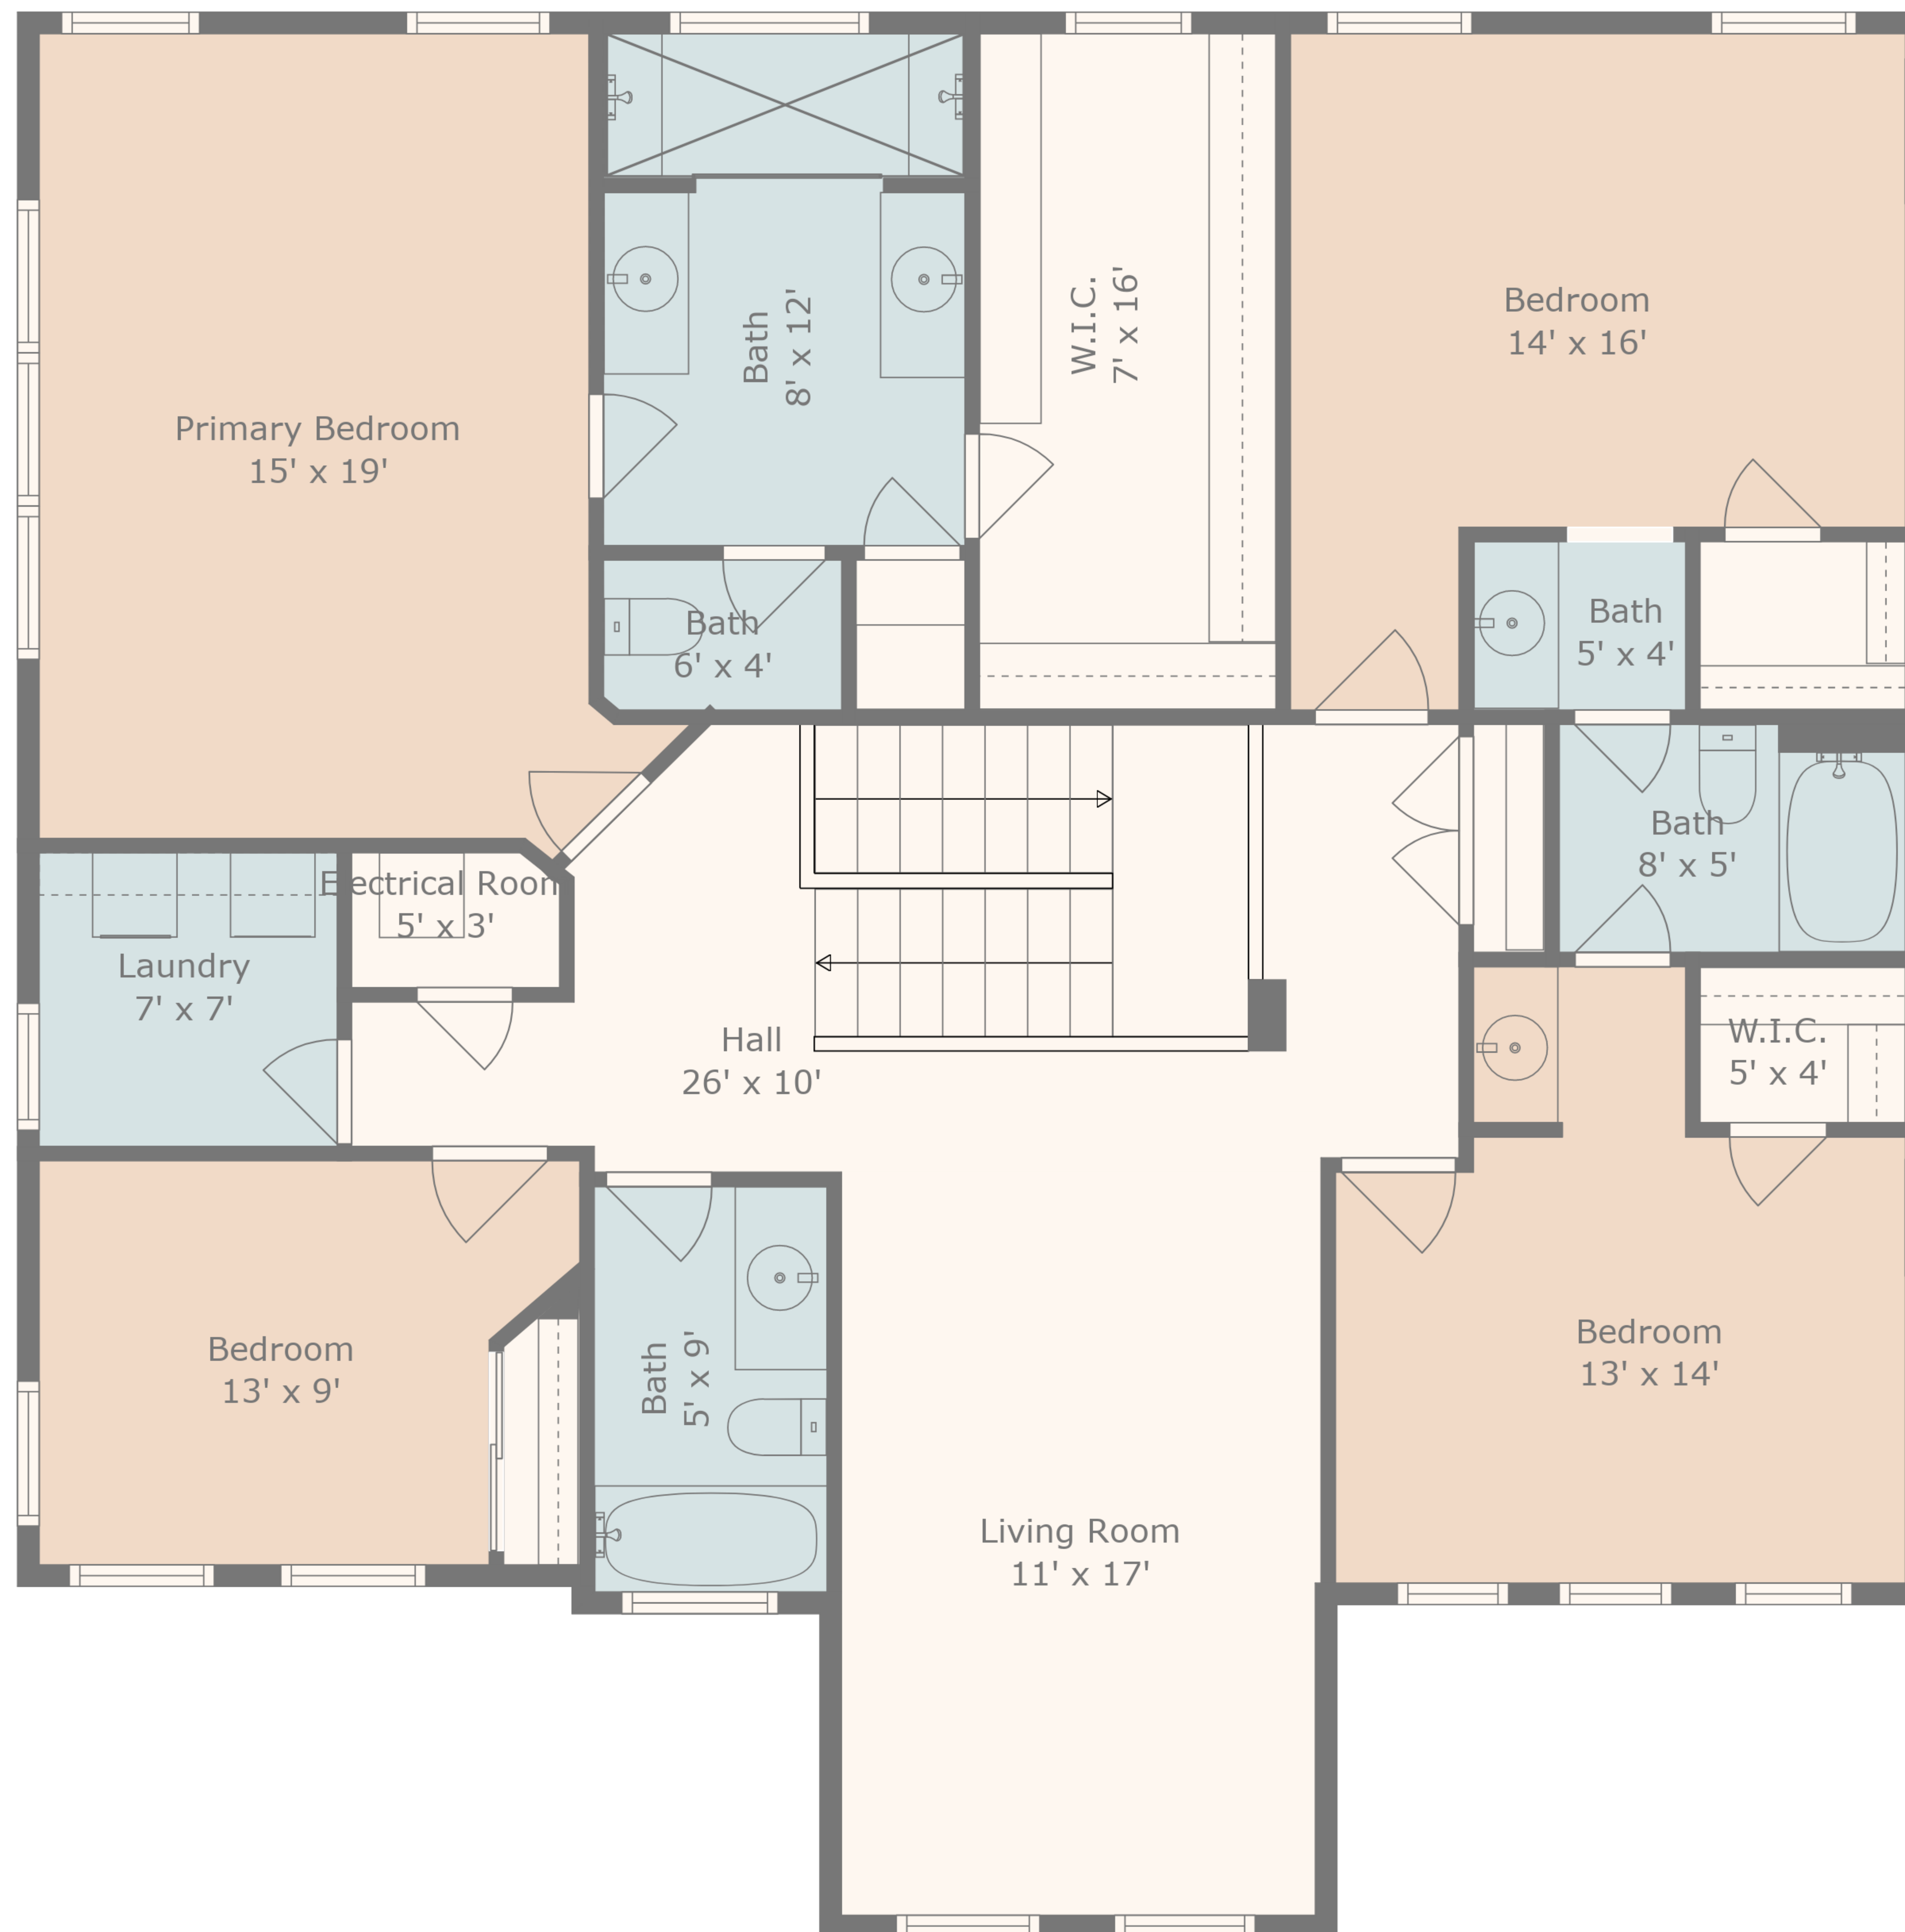 Bath
8' x 12'
W.I.C.
7' x 16'
Bedroom
14' x 16'
Primary Bedroom
15' x 19'
Bath
6' x 4'
Bath
5' x 4'
Bath
8' x 5'
Electrical Room
5' x 3'
Laundry
7' x 7'
Hall
26' x 10'
W.I.C.
5' x 4'
Bedroom
13' x 9'
Bath
5' x 9'
Bedroom
13' x 14'
Living Room
11' x 17'